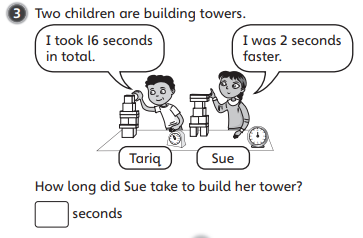 3 Two children are building towers.
I took 16 seconds
in total.
I was 2 seconds
faster.
Tariq
Sue
How long did Sue take to build her tower?
seconds